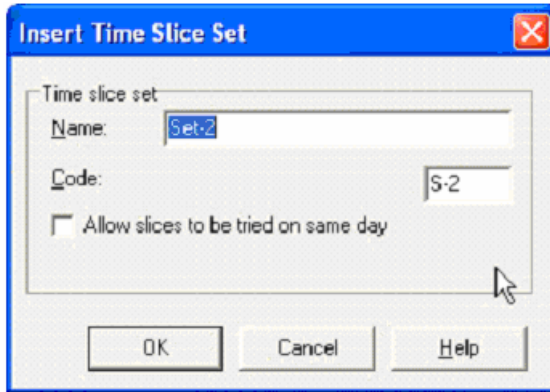 Insert Time Slice Set
Time slice set
Name: Set-2
Code: S-2
Allow slices to be tried on same day
OK Cancel Help